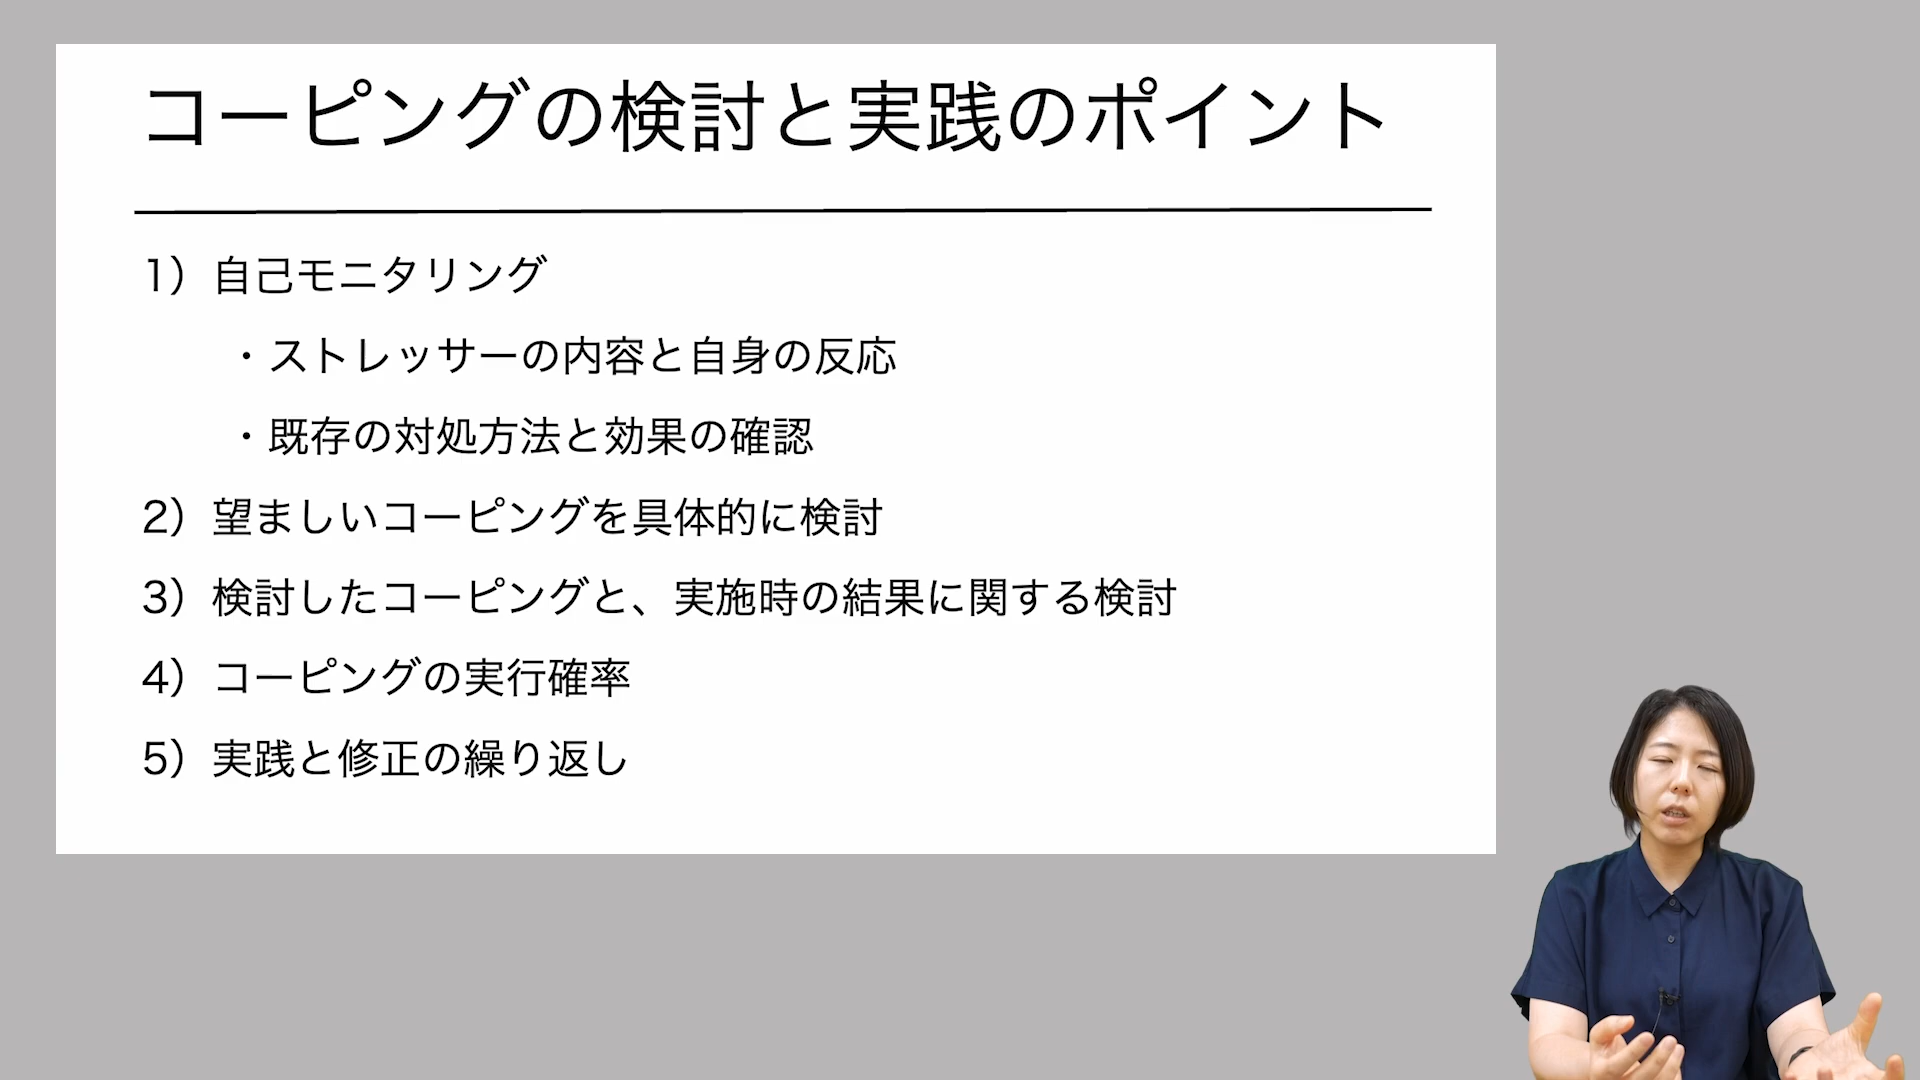 コーピングの検討と実践のポイント
1）自己モニタリング
・ストレッサーの内容と自身の反応
・既存の対処方法と効果の確認
2）望ましいコーピングを具体的に検討
3）検討したコーピングと、実施時の結果に関する検討
4）コーピングの実行確率
5）実践と修正の繰り返し